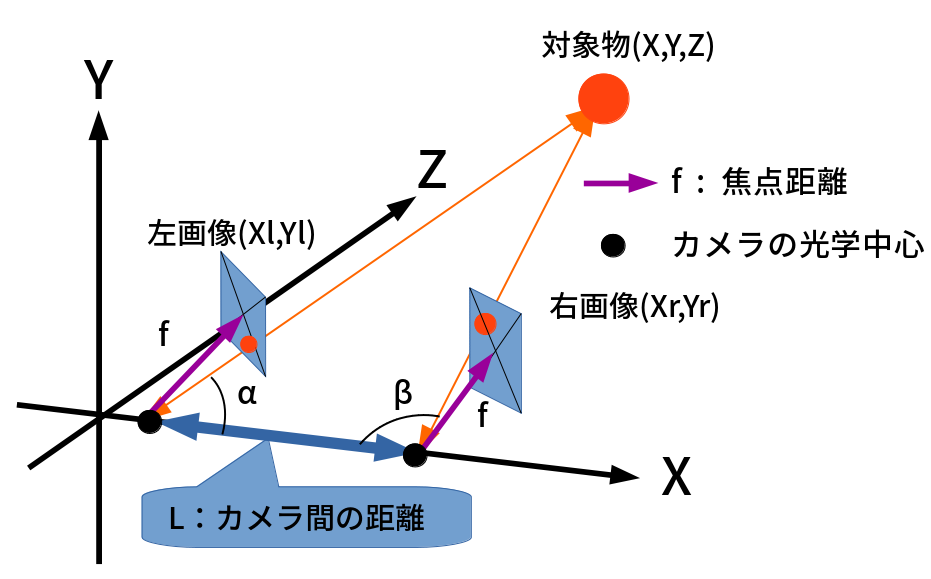 対象物(X,Y,Z)
Y
Z
f : 焦点距離
左画像(Xl,Yl)
カメラの光学中心
右画像(Xr,Yr)
f
α
β
f
X
L：カメラ間の距離